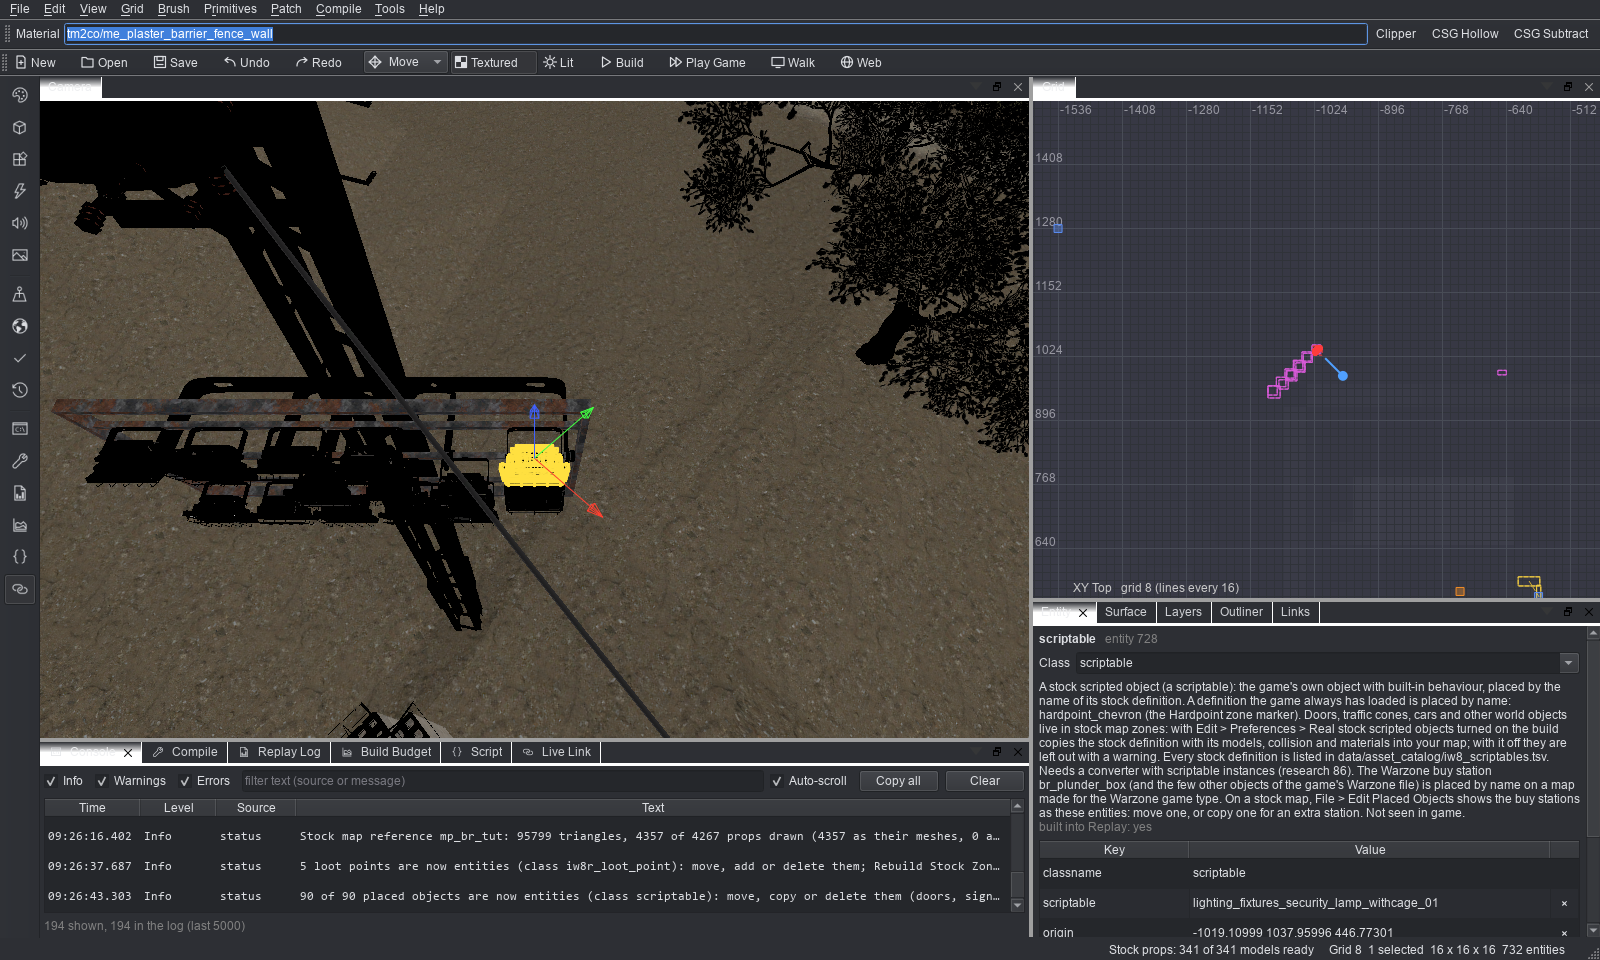 File Edit View Grid Brush Primitives Patch Compile Tools Help
Material tm2co/me_plaster_barrier_fence_wall Clipper CSG Hollow CSG Subtract
New Open Save Undo Redo Move Textured Lit Build Play Game Walk Web
-1536 -1408 -1280 -1152 -1024 -896 -768 -640 -512
1408
1280
1152
1024
896
768
640
XY Top grid 8 (lines every 16)
Surface Layers Outliner Links
scriptable entity 728
Class scriptable
A stock scripted object (a scriptable): the game's own object with built-in behaviour, placed by the
name of its stock definition. A definition the game always has loaded is placed by name:
hardpoint_chevron (the Hardpoint zone marker). Doors, traffic cones, cars and other world objects
live in stock map zones: with Edit > Preferences > Real stock scripted objects turned on the build
copies the stock definition with its models, collision and materials into your map; with it off they are
left out with a warning. Every stock definition is listed in data/asset_catalog/iw8_scriptables.tsv.
Needs a converter with scriptable instances (research 86). The Warzone buy station
br_plunder_box (and the few other objects of the game's Warzone file) is placed by name on a map
made for the Warzone game type. On a stock map, File > Edit Placed Objects shows the buy stations
as these entities: move one, or copy one for an extra station. Not seen in game.
built into Replay: yes
Key Value
classname scriptable
scriptable lighting_fixtures_security_lamp_withcage_01
origin -1019.10999 1037.95996 446.77301
Compile Replay Log Build Budget Script Live Link
Info Warnings Errors filter text (source or message) Auto-scroll Copy all Clear
Time Level Source Text
09:26:16.402 Info status Stock map reference mp_br_tut: 95799 triangles, 4357 of 4267 props drawn (4357 as their meshes, 0 a…
09:26:37.687 Info status 5 loot points are now entities (class iw8r_loot_point): move, add or delete them; Rebuild Stock Zon…
09:26:43.303 Info status 90 of 90 placed objects are now entities (class scriptable): move, copy or delete them (doors, sign…
194 shown, 194 in the log (last 5000)
Stock props: 341 of 341 models ready Grid 8 1 selected 16 x 16 x 16 732 entities